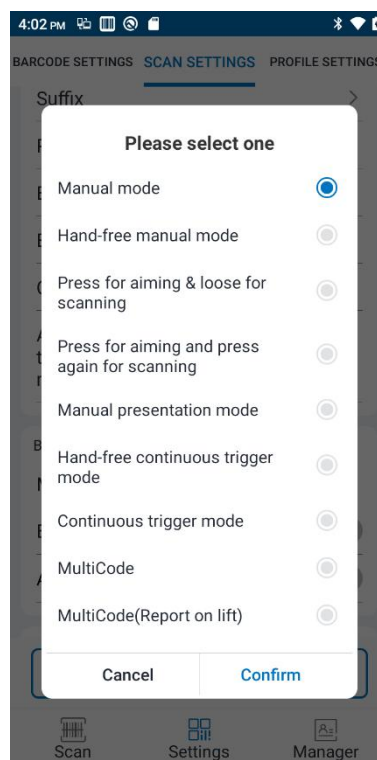 4:02 PM
BARCODE SETTINGS SCAN SETTINGS PROFILE SETTINGS
Suffix
Please select one
Manual mode
Hand-free manual mode
Press for aiming & loose for
scanning
Press for aiming and press
again for scanning
Manual presentation mode
Hand-free continuous trigger
mode
Continuous trigger mode
MultiCode
MultiCode(Report on lift)
Cancel Confirm
Scan Settings Manager